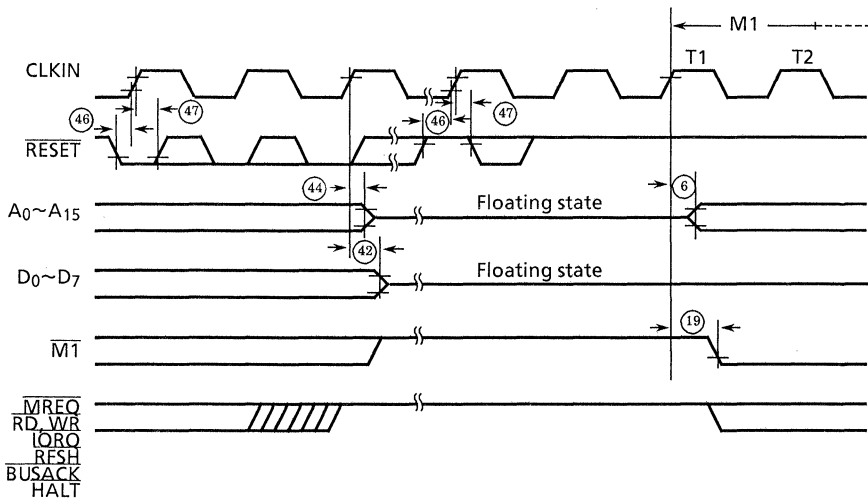 M1
T1 T2
CLKIN
46 47 46 47
RESET
44 6
A0~A15 Floating state
42
D0~D7 Floating state
19
M1
MREQ
RD, WR
IORQ
RFSH
BUSACK
HALT